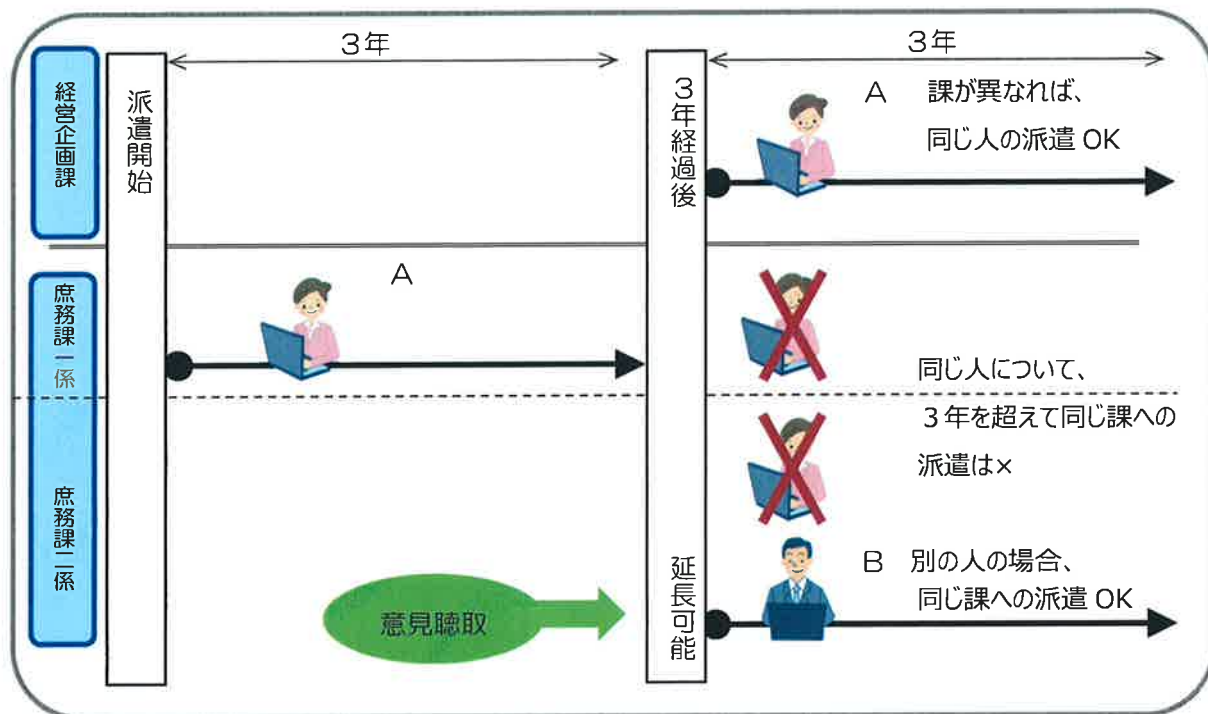 3年
3年
経営企画課
派遣開始
3年経過後
延長可能
A 課が異なれば、
同じ人の派遣 OK
庶務課一係
A
同じ人について、
3年を超えて同じ課への
派遣は×
庶務課二係
意見聴取
B 別の人の場合、
同じ課への派遣 OK